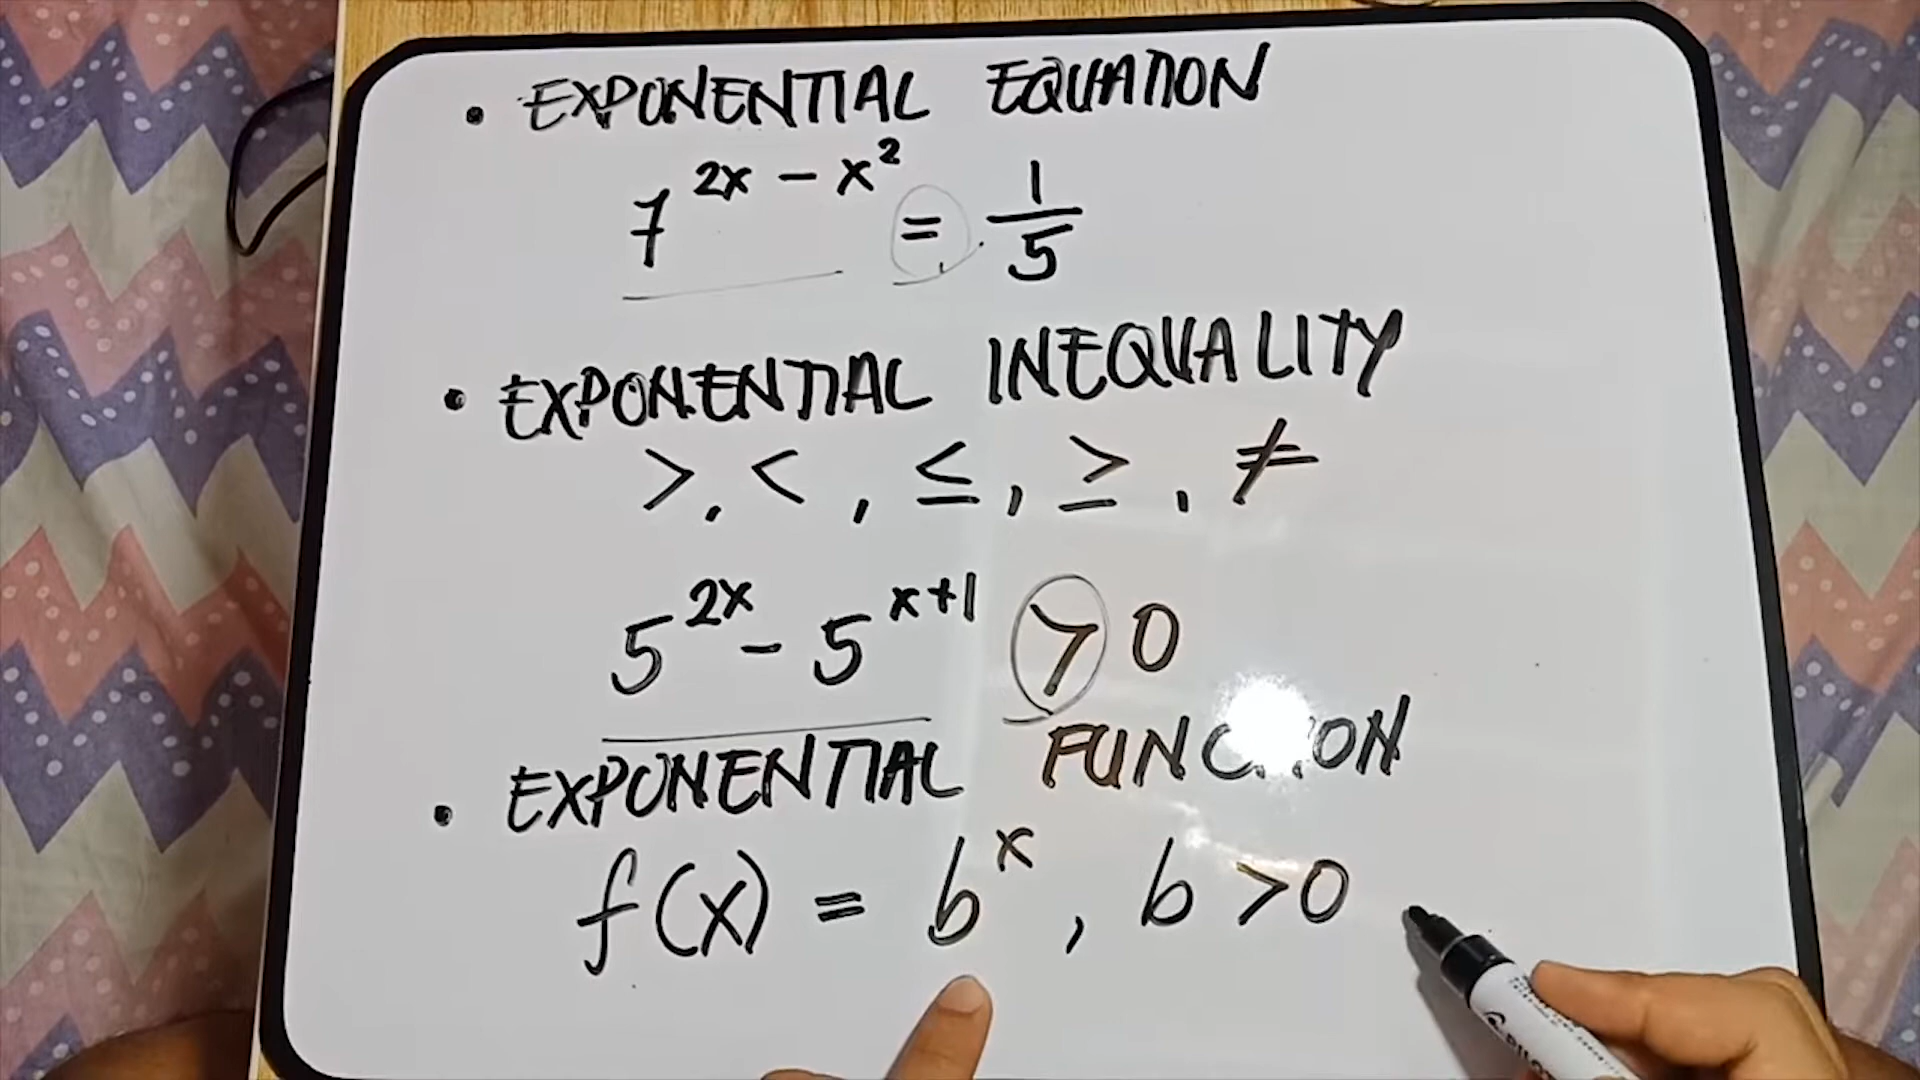 • EXPONENTIAL EQUATION
7^(2x - x²) = 1/5
• EXPONENTIAL INEQUALITY
>, <, ≤, ≥, ≠
5^(2x) - 5^(x+1) > 0
• EXPONENTIAL FUNCTION
f(x) = b^x, b > 0